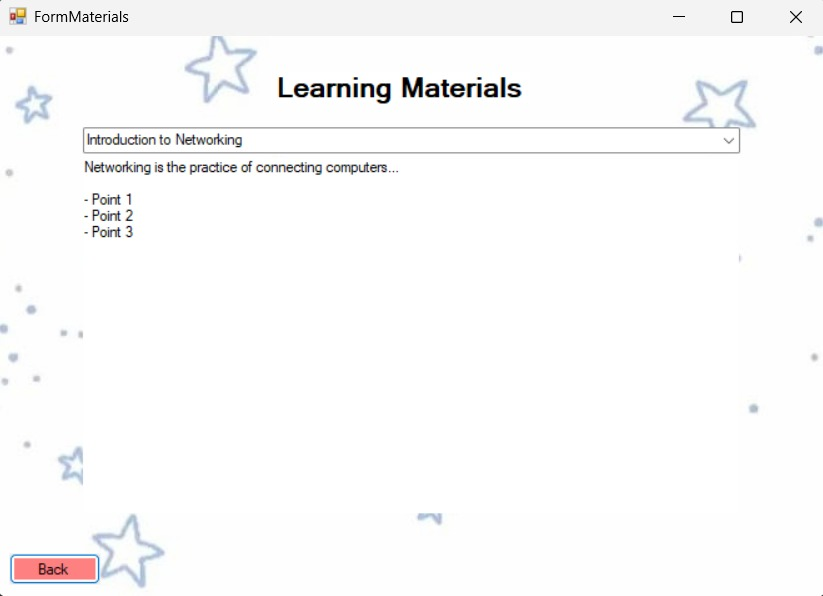 FormMaterials
Learning Materials
Introduction to Networking
Networking is the practice of connecting computers...
- Point 1
- Point 2
- Point 3
Back